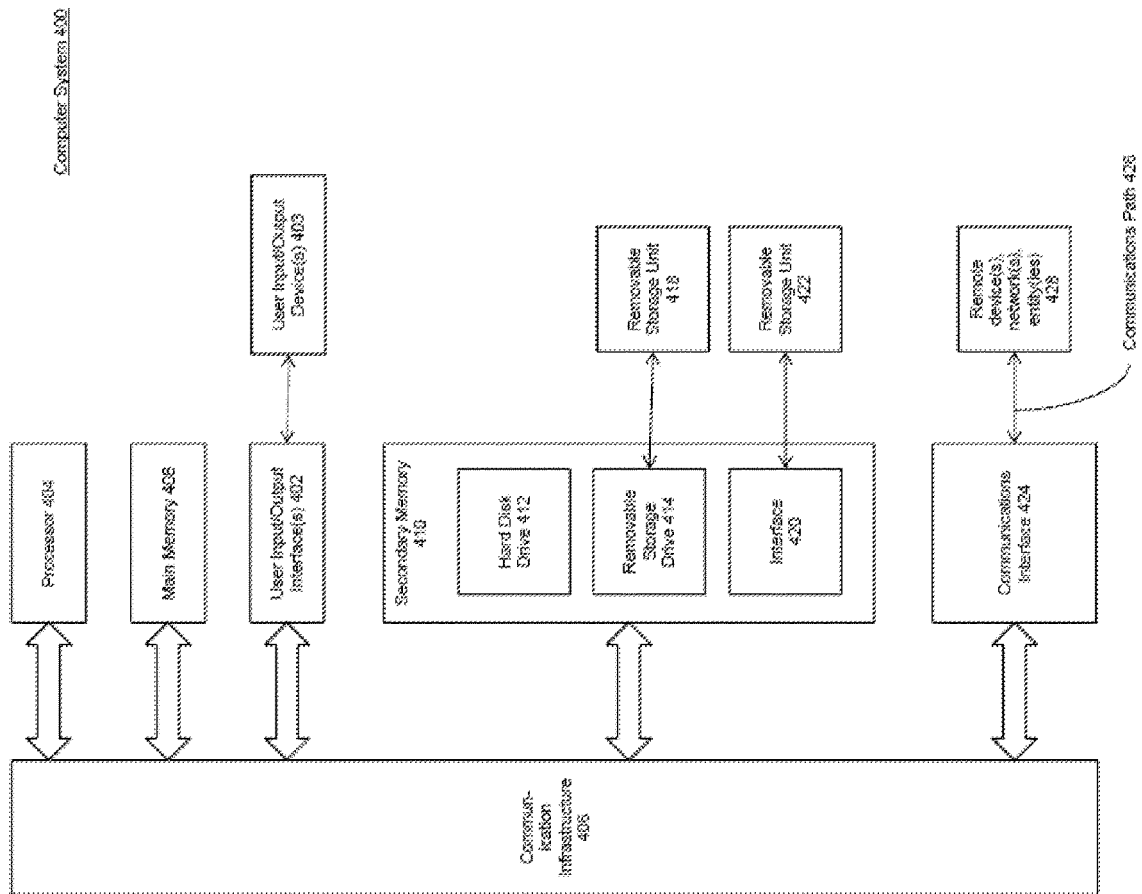 Computer System 400
Processor 404
Main Memory 408
User Input/Output
Interface(s) 402
User Input/Output
Device(s) 403
Commun-
ication
Infrastructure
406
Secondary Memory
410
Hard Disk
Drive 412
Removable
Storage
Drive 414
Removable
Storage Unit
418
Interface
420
Removable
Storage Unit
422
Communications
Interface 424
Remote
device(s),
network(s),
entity(ies)
428
Communications Path 426